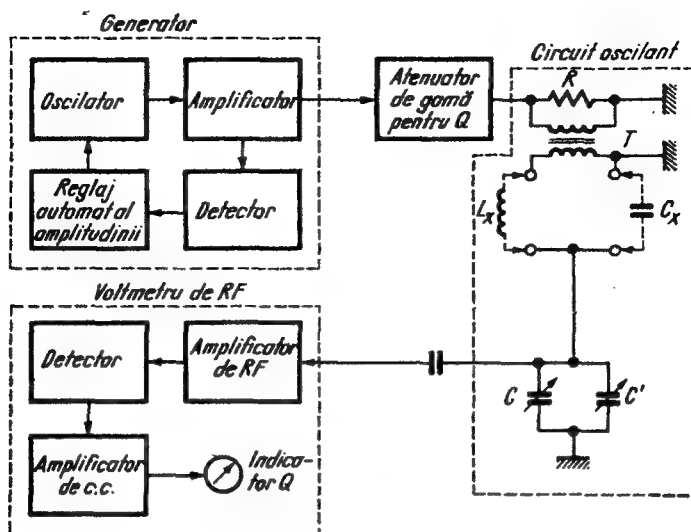 Generator
Oscilator
Amplificator
Reglaj
automat al
amplitudinii
Detector
Atenuator
de gamă
pentru Q
Circuit oscilant
R
T
Lx
Cx
Voltmetru de RF
Detector
Amplificator
de RF
Amplificator
de c.c.
Indica-
tor Q
C
C'